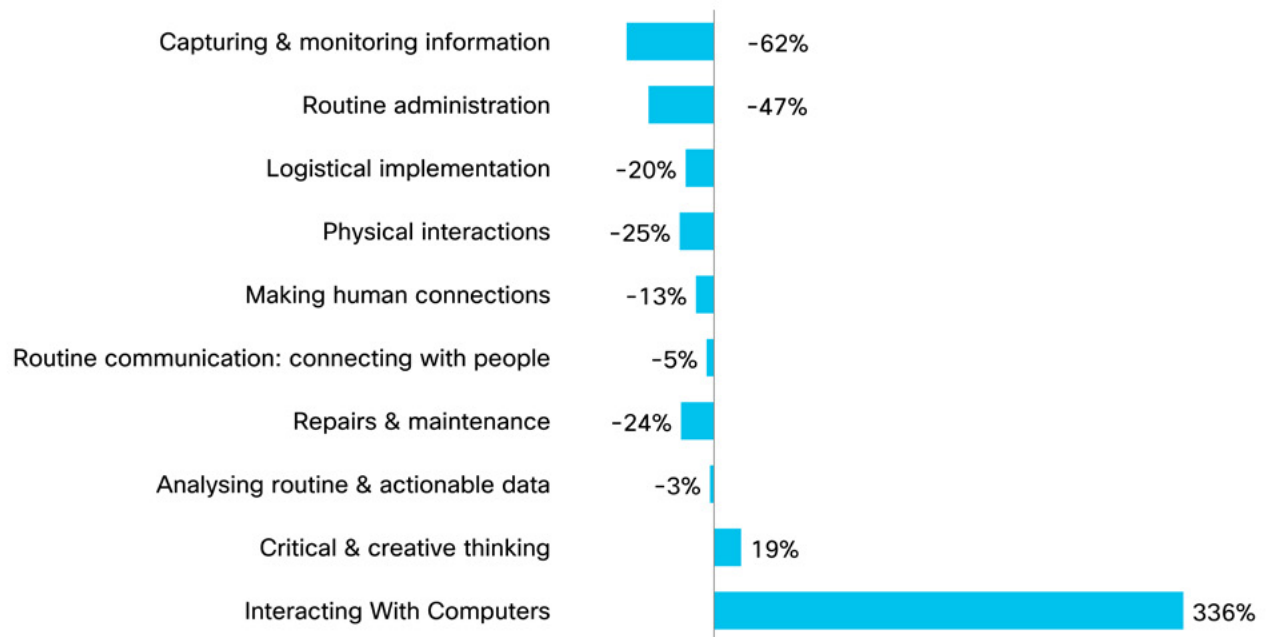 Capturing & monitoring information -62%
Routine administration -47%
Logistical implementation -20%
Physical interactions -25%
Making human connections -13%
Routine communication: connecting with people -5%
Repairs & maintenance -24%
Analysing routine & actionable data -3%
Critical & creative thinking 19%
Interacting With Computers 336%